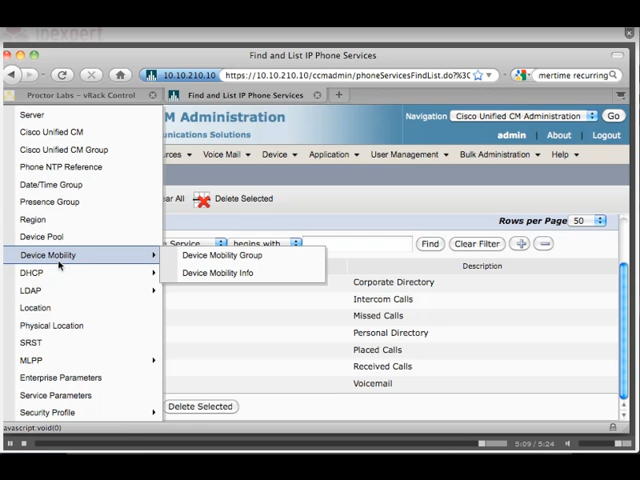 ipexpert
Find and List IP Phone Services
10.10.210.10 https://10.10.210.10/ccmadmin/phoneServicesFindList.do?
mertime recurring
Proctor Labs - vRack Control
Find and List IP Phone Services
Server
Cisco Unified CM
Cisco Unified CM Group
Phone NTP Reference
Date/Time Group
Presence Group
Region
Device Pool
Device Mobility
DHCP
LDAP
Location
Physical Location
SRST
MLPP
Enterprise Parameters
Service Parameters
Security Profile
Device Mobility Group
Device Mobility Info
M Administration
Navigation Cisco Unified CM Administration Go
munications Solutions
admin About Logout
rces Voice Mail Device Application User Management Bulk Administration Help
ar All Delete Selected
Rows per Page 50
Service begins with Find Clear Filter
Description
Corporate Directory
Intercom Calls
Missed Calls
Personal Directory
Placed Calls
Received Calls
Voicemail
Delete Selected
javascript:void(0)
5:09 / 5:24